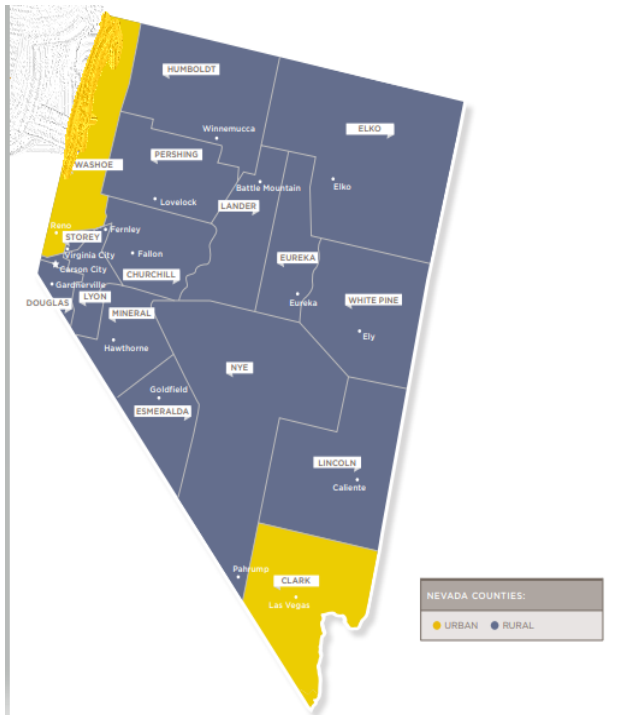 HUMBOLDT
ELKO
Winnemucca
PERSHING
WASHOE
Elko
Battle Mountain
Lovelock
LANDER
Reno
Fernley
STOREY
Virginia City
Fallon
EUREKA
Carson City
CHURCHILL
Gardnerville
LYON
DOUGLAS
Eureka
WHITE PINE
MINERAL
Ely
Hawthorne
NYE
Goldfield
ESMERALDA
LINCOLN
Caliente
Pahrump
CLARK
Las Vegas
NEVADA COUNTIES:
URBAN RURAL